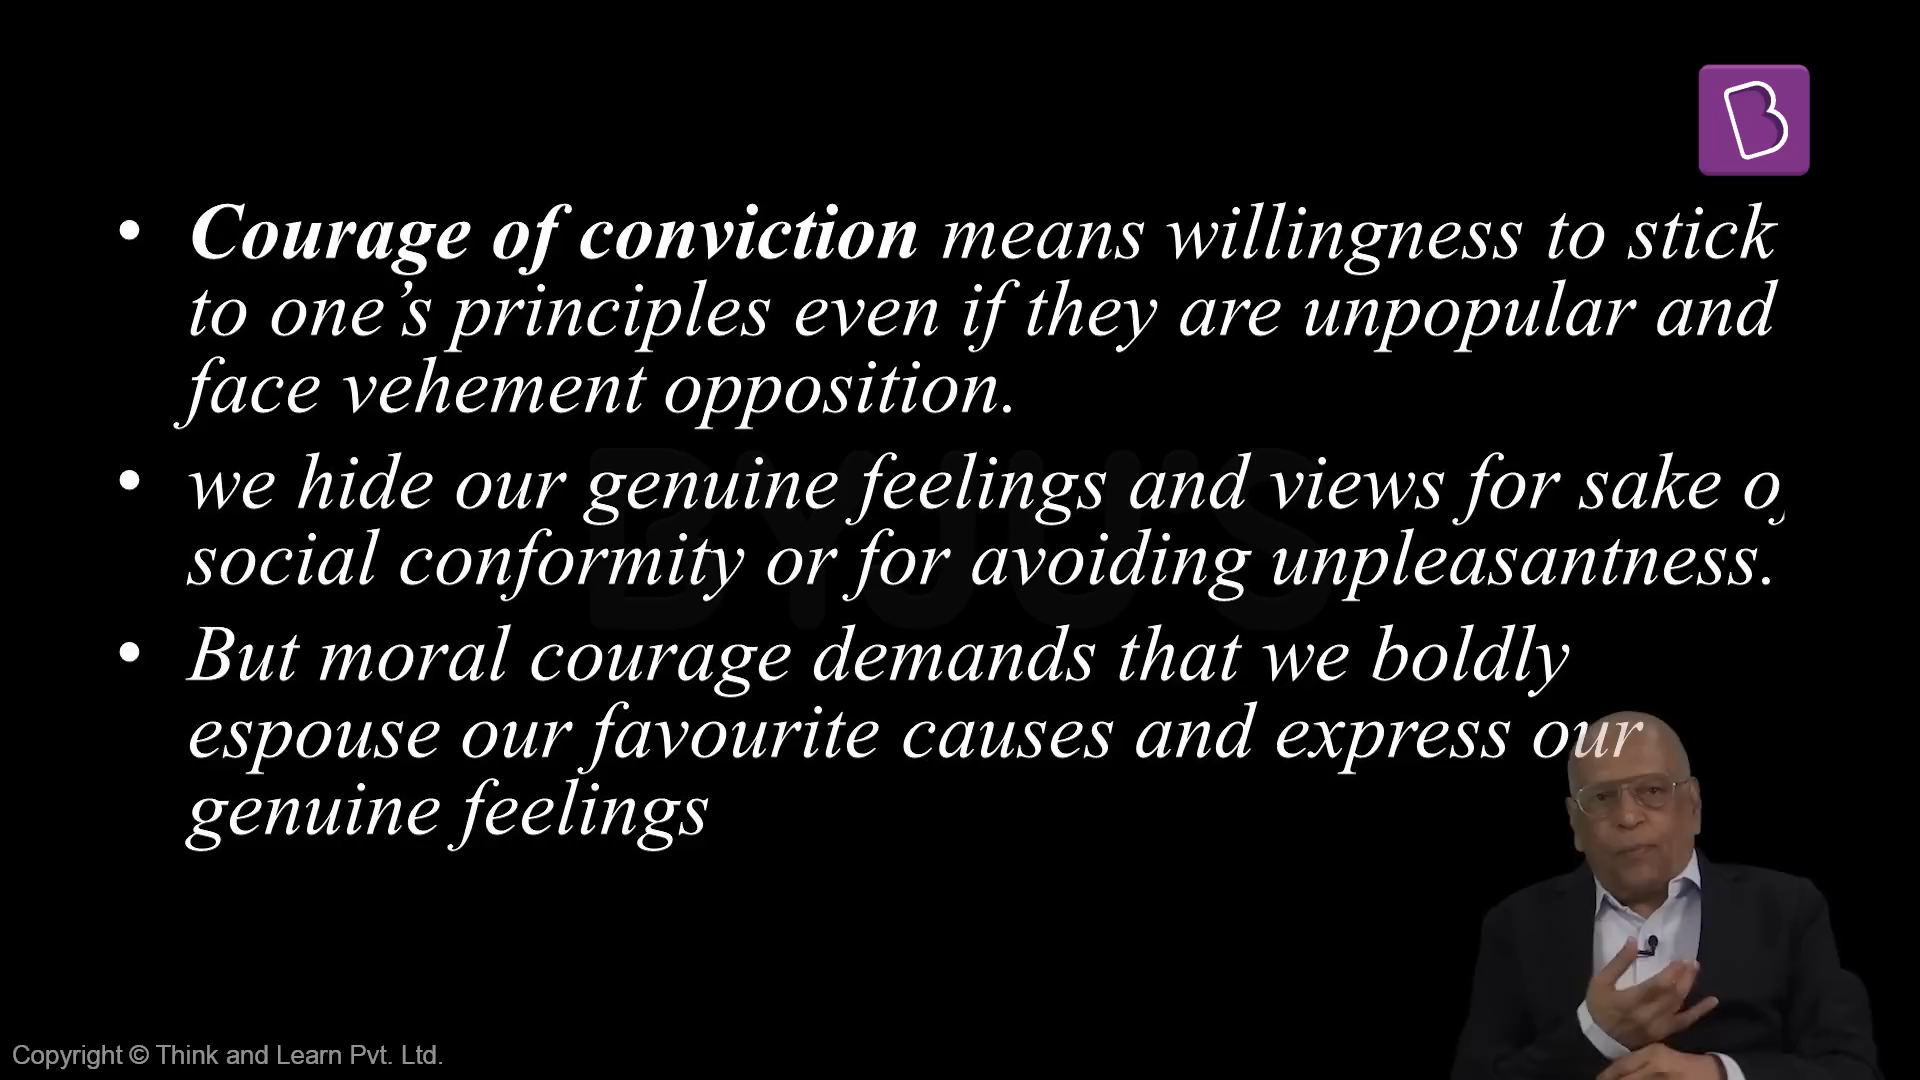 • Courage of conviction means willingness to stick
to one’s principles even if they are unpopular and
face vehement opposition.
• we hide our genuine feelings and views for sake
social conformity or for avoiding unpleasantness.
• But moral courage demands that we boldly
espouse our favourite causes and express our
genuine feelings
BYJU'S
Copyright © Think and Learn Pvt. Ltd.